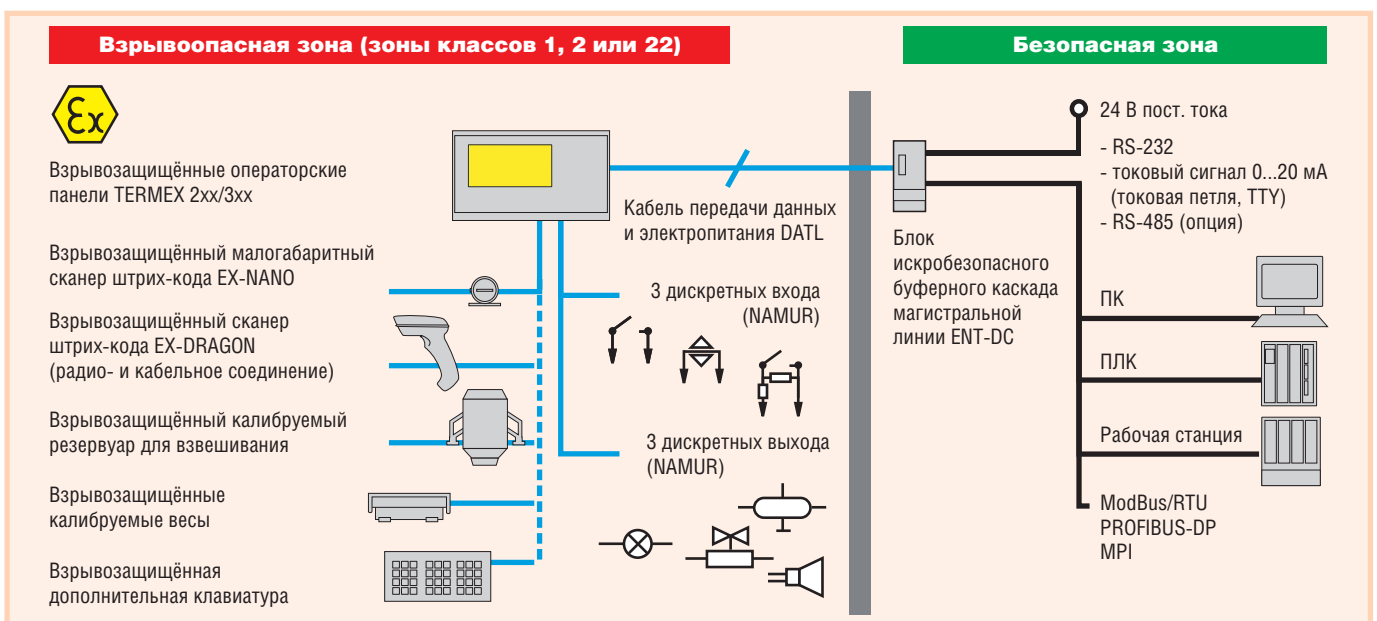 Взрывоопасная зона (зоны классов 1, 2 или 22)
Безопасная зона
Ex
Взрывозащищённые операторские
панели TERMEX 2xx/3xx
Взрывозащищённый малогабаритный
сканер штрих-кода EX-NANO
Взрывозащищённый сканер
штрих-кода EX-DRAGON
(радио- и кабельное соединение)
Взрывозащищённый калибруемый
резервуар для взвешивания
Взрывозащищённые
калибруемые весы
Взрывозащищённая
дополнительная клавиатура
Кабель передачи данных
и электропитания DATL
3 дискретных входа
(NAMUR)
3 дискретных выхода
(NAMUR)
Блок
искробезопасного
буферного каскада
магистральной
линии ENT-DC
24 В пост. тока
- RS-232
- токовый сигнал 0...20 мА
(токовая петля, TTY)
- RS-485 (опция)
ПК
ПЛК
Рабочая станция
ModBus/RTU
PROFIBUS-DP
MPI